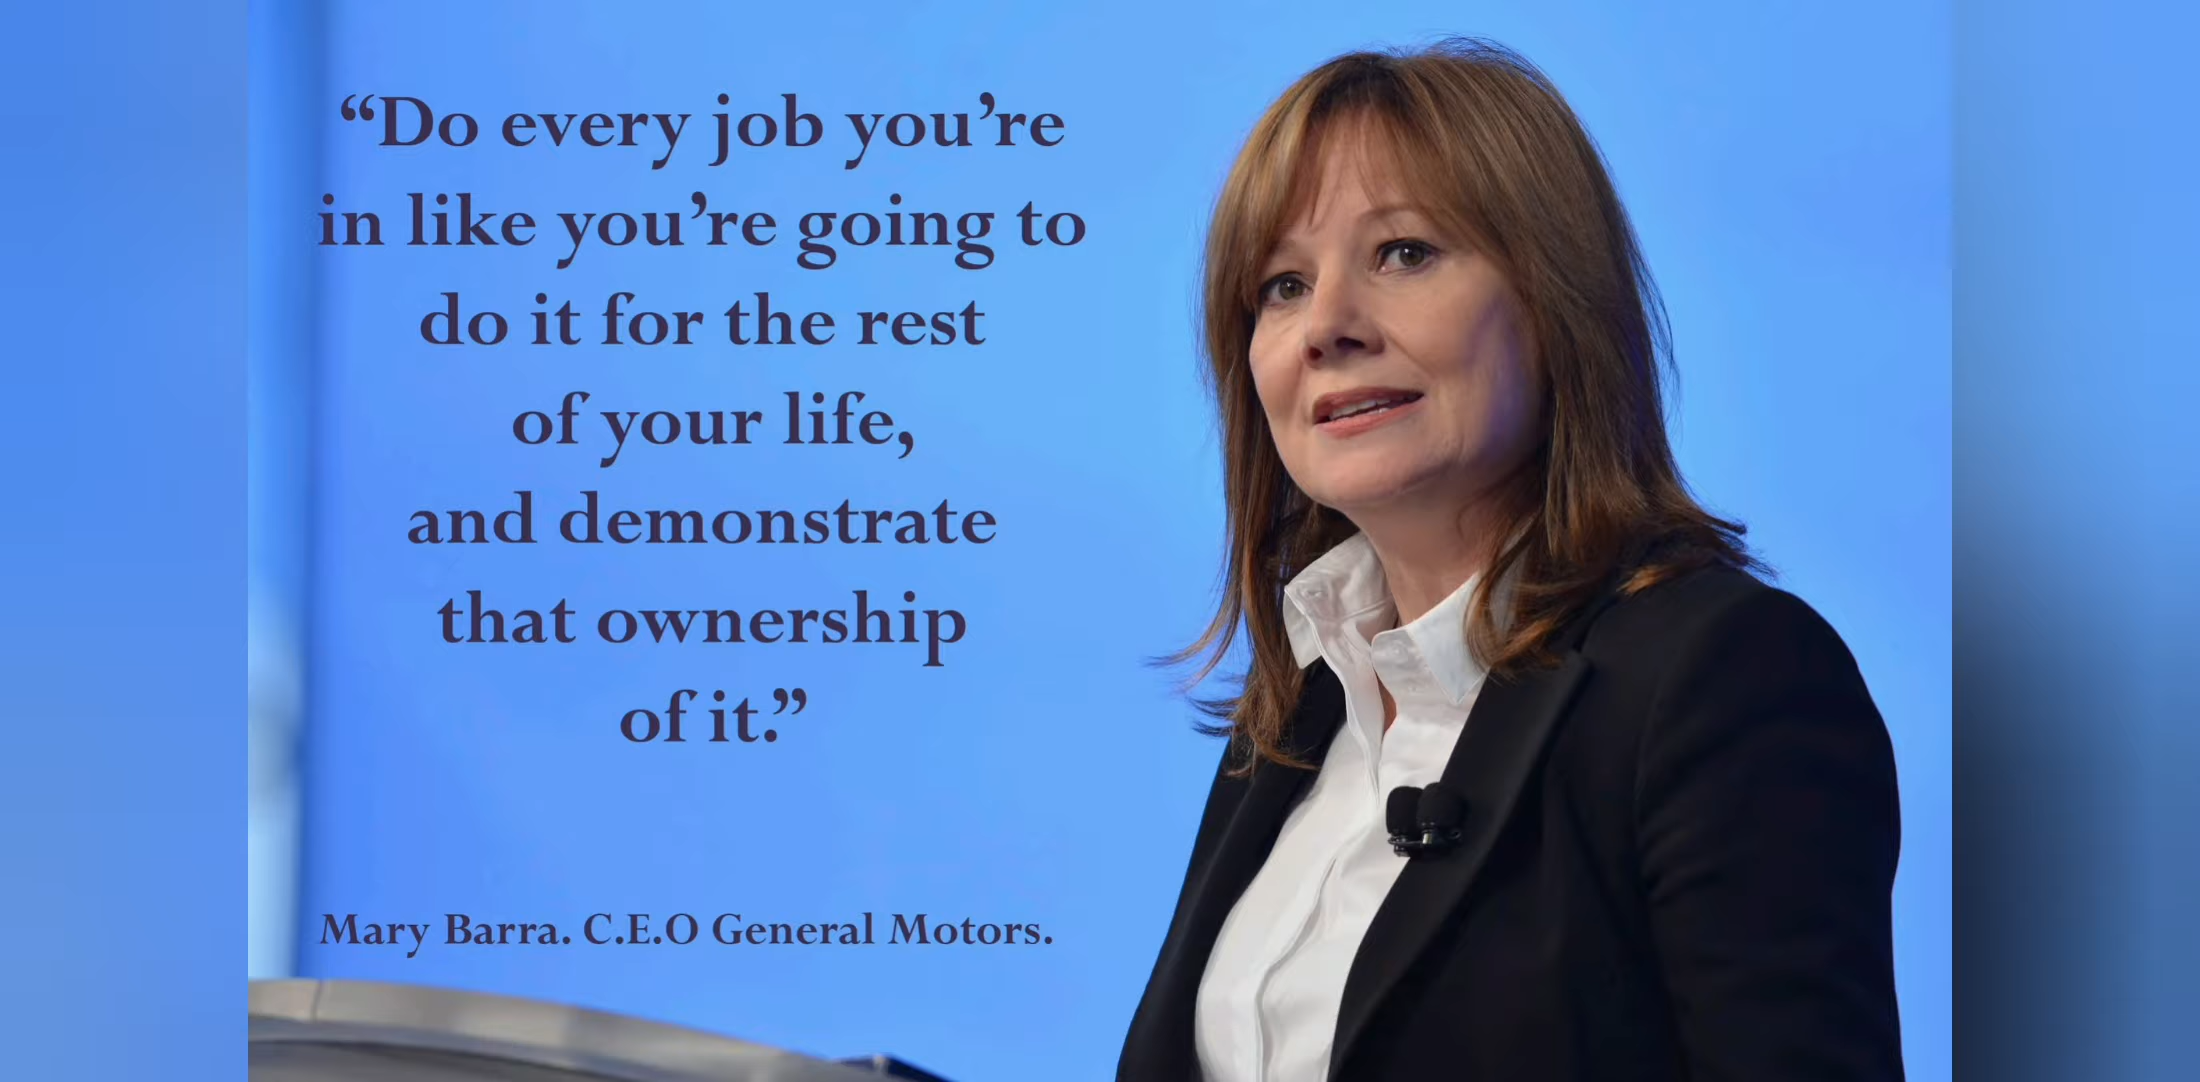 “Do every job you’re
in like you’re going to
do it for the rest
of your life,
and demonstrate
that ownership
of it.”
Mary Barra. C.E.O General Motors.